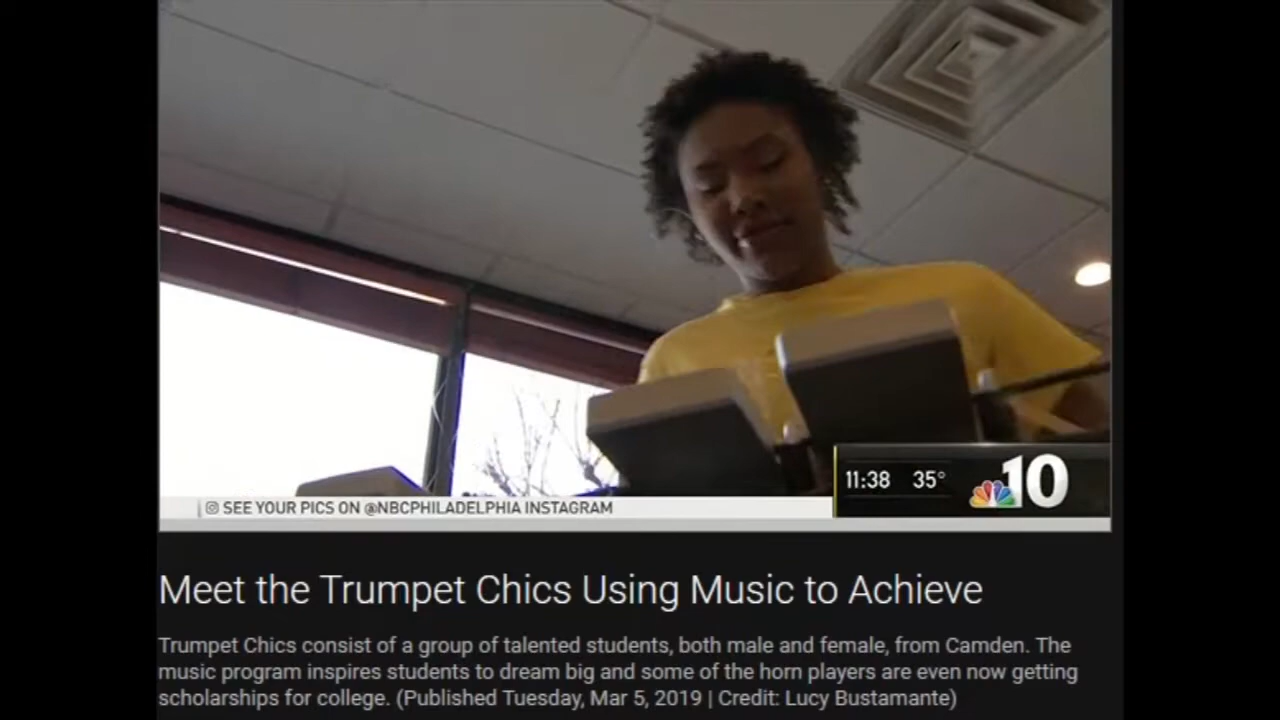 11:38 35° 10
SEE YOUR PICS ON @NBCPHILADELPHIA INSTAGRAM
Meet the Trumpet Chics Using Music to Achieve
Trumpet Chics consist of a group of talented students, both male and female, from Camden. The
music program inspires students to dream big and some of the horn players are even now getting
scholarships for college. (Published Tuesday, Mar 5, 2019 | Credit: Lucy Bustamante)